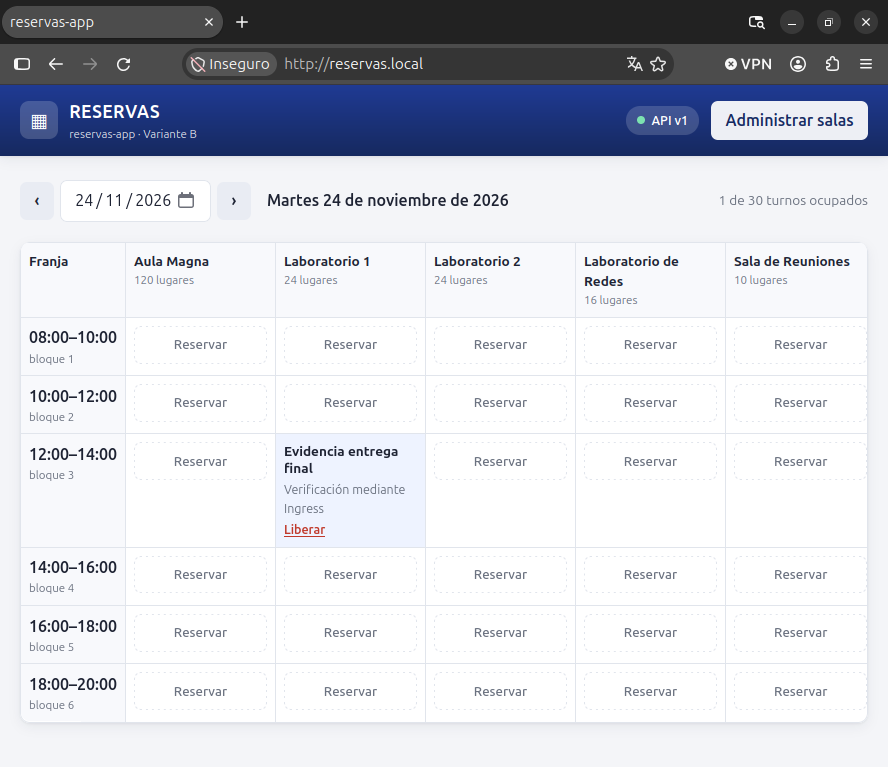 reservas-app
Inseguro
http://reservas.local
VPN
RESERVAS
reservas-app · Variante B
API v1
Administrar salas
‹
24/11/2026
›
Martes 24 de noviembre de 2026
1 de 30 turnos ocupados
Franja
Aula Magna
120 lugares
Laboratorio 1
24 lugares
Laboratorio 2
24 lugares
Laboratorio de
Redes
16 lugares
Sala de Reuniones
10 lugares
08:00–10:00
bloque 1
Reservar
Reservar
Reservar
Reservar
Reservar
10:00–12:00
bloque 2
Reservar
Reservar
Reservar
Reservar
Reservar
12:00–14:00
bloque 3
Reservar
Evidencia entrega
final
Verificación mediante
Ingress
Liberar
Reservar
Reservar
Reservar
14:00–16:00
bloque 4
Reservar
Reservar
Reservar
Reservar
Reservar
16:00–18:00
bloque 5
Reservar
Reservar
Reservar
Reservar
Reservar
18:00–20:00
bloque 6
Reservar
Reservar
Reservar
Reservar
Reservar